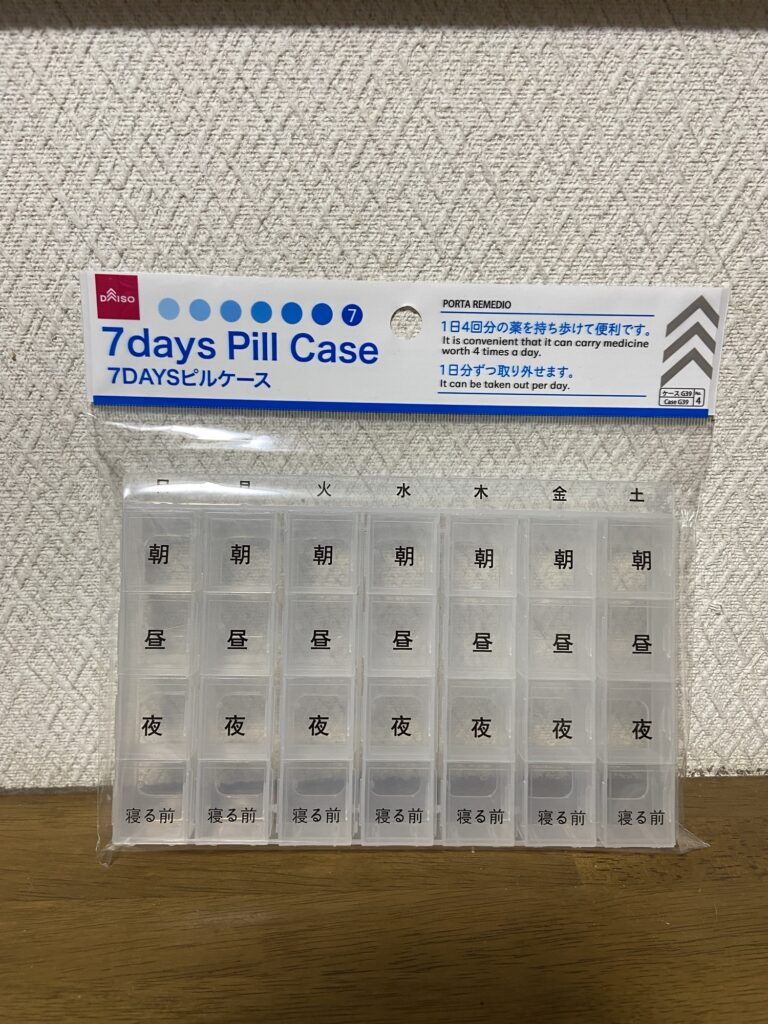 DAISO
7
7days Pill Case
7DAYSピルケース
PORTA REMEDIO
1日4回分の薬を持ち歩けて便利です。
It is convenient that it can carry medicine
worth 4 times a day.
1日分ずつ取り外せます。
It can be taken out per day.
ケース G39 No.
Case G39 4
日 月 火 水 木 金 土
朝 朝 朝 朝 朝 朝 朝
昼 昼 昼 昼 昼 昼 昼
夜 夜 夜 夜 夜 夜 夜
寝る前 寝る前 寝る前 寝る前 寝る前 寝る前 寝る前